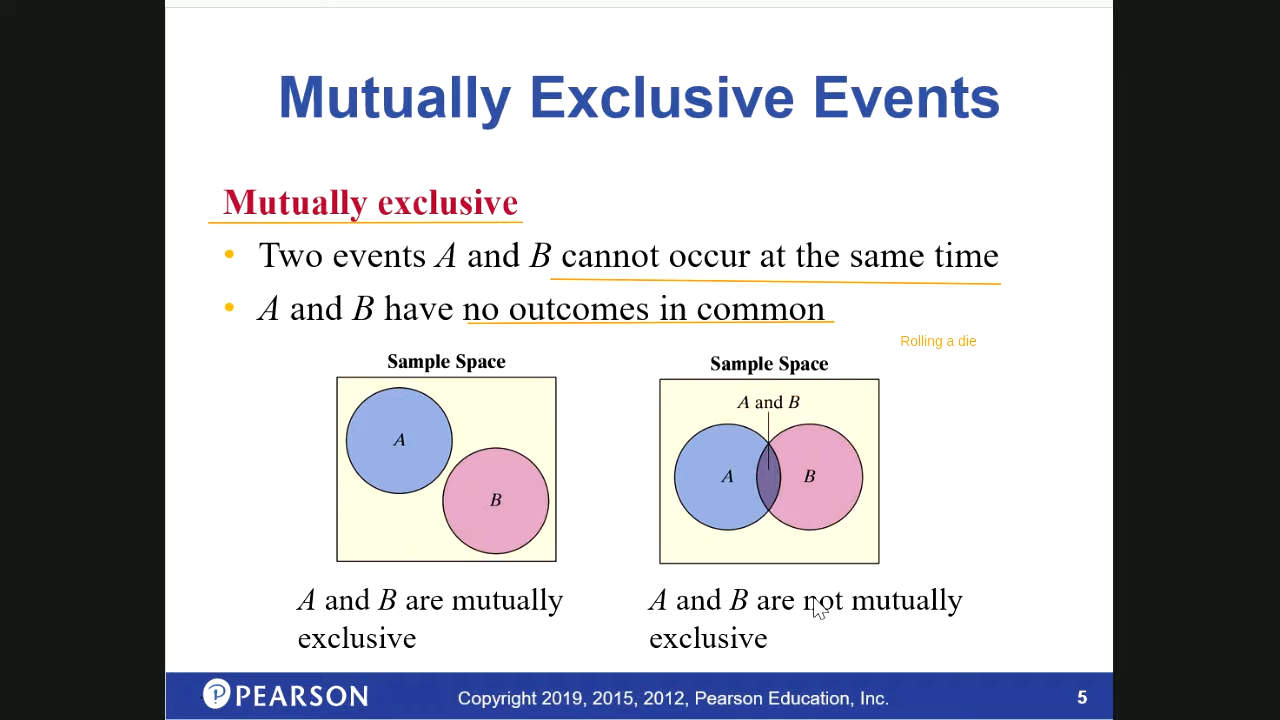 Mutually Exclusive Events
Mutually exclusive
• Two events A and B cannot occur at the same time
• A and B have no outcomes in common
Rolling a die
Sample Space
A
B
A and B are mutually
exclusive
Sample Space
A and B
A
B
A and B are not mutually
exclusive
PEARSON
Copyright 2019, 2015, 2012, Pearson Education, Inc.
5